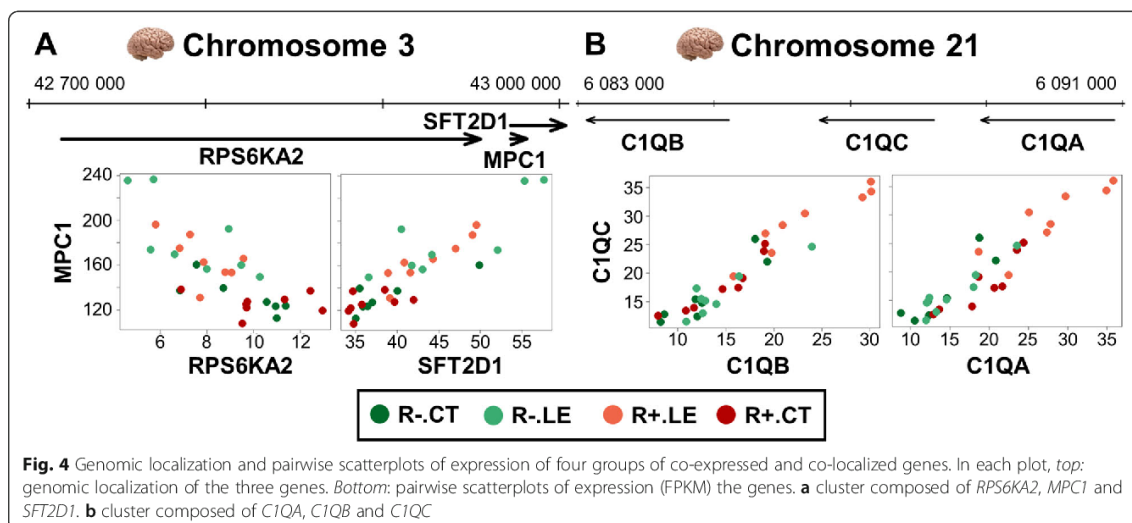 A Chromosome 3
42 700 000 43 000 000
SFT2D1
RPS6KA2 MPC1
MPC1
240
200
160
120
6 8 10 12
RPS6KA2
35 40 45 50 55
SFT2D1
B Chromosome 21
6 083 000 6 091 000
C1QB C1QC C1QA
C1QC
35
30
25
20
15
10 15 20 25 30
C1QB
10 15 20 25 30 35
C1QA
R-.CT R-.LE R+.LE R+.CT
Fig. 4 Genomic localization and pairwise scatterplots of expression of four groups of co-expressed and co-localized genes. In each plot, top:
genomic localization of the three genes. Bottom: pairwise scatterplots of expression (FPKM) the genes. a cluster composed of RPS6KA2, MPC1 and
SFT2D1. b cluster composed of C1QA, C1QB and C1QC